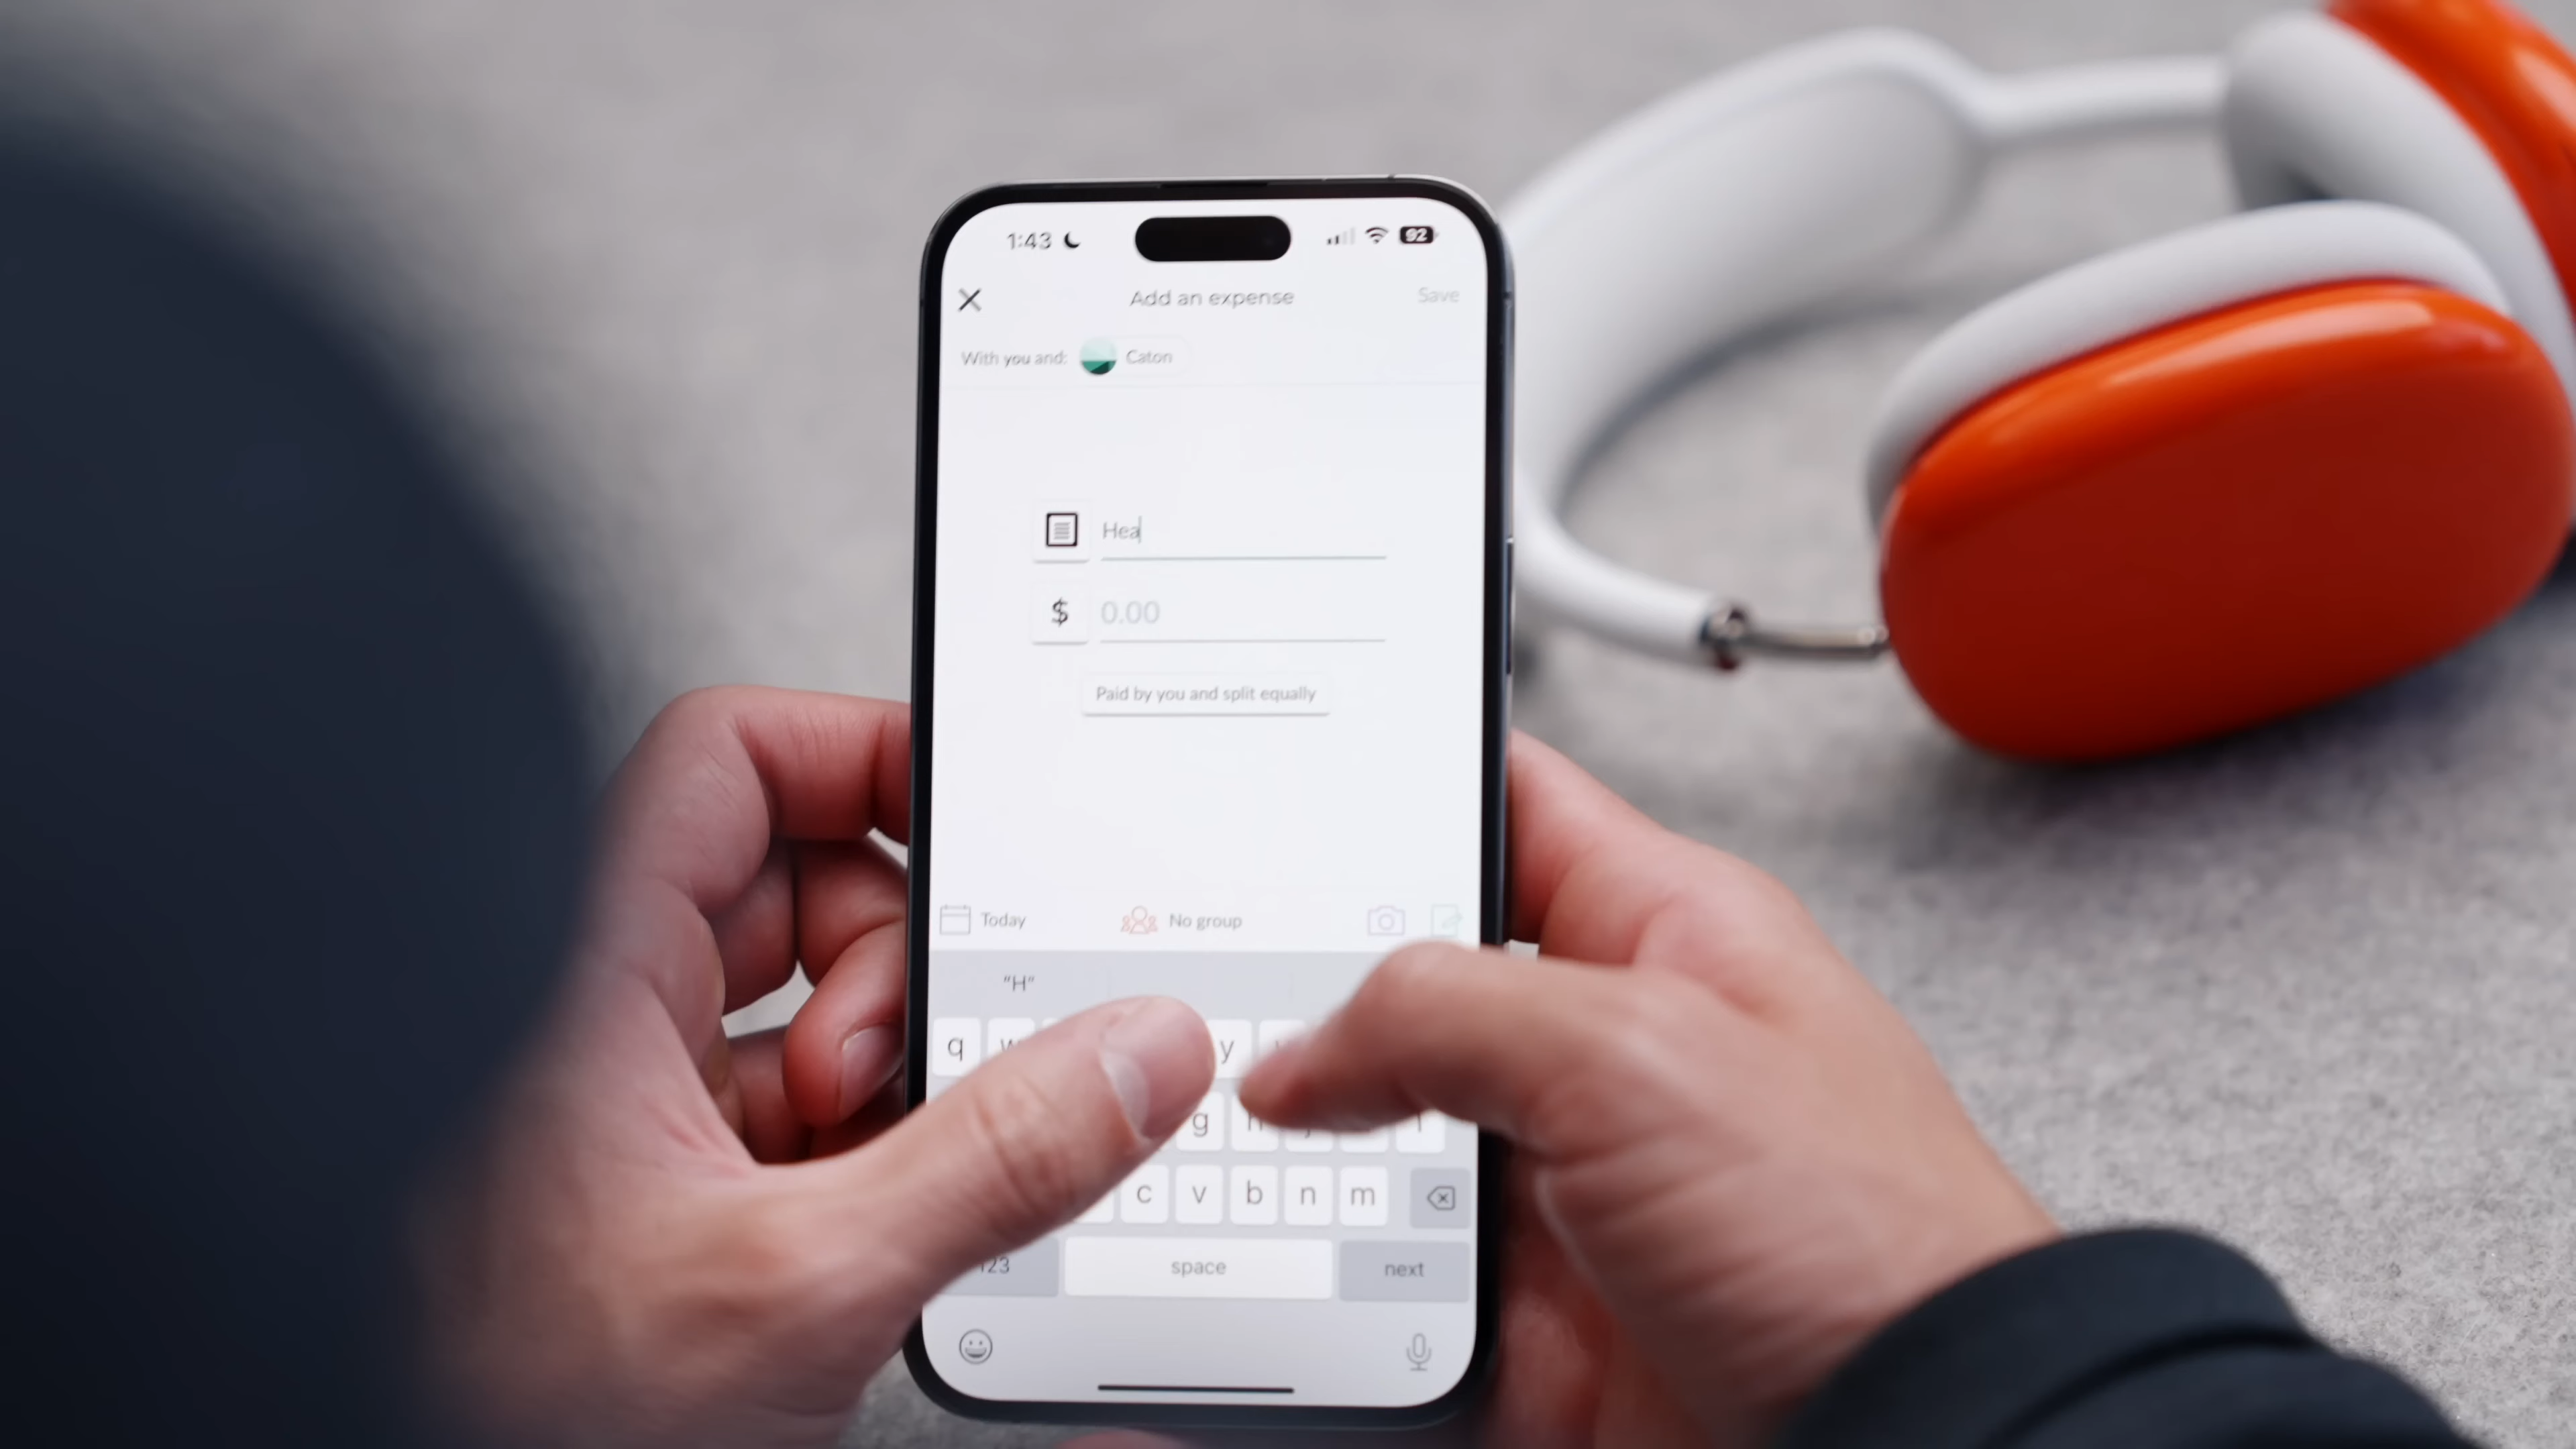 1:43
92
Add an expense
Save
With you and: Caton
Hea
$ 0.00
Paid by you and split equally
Today
No group
"H"
q w y
g h j l
c v b n m
123 space next